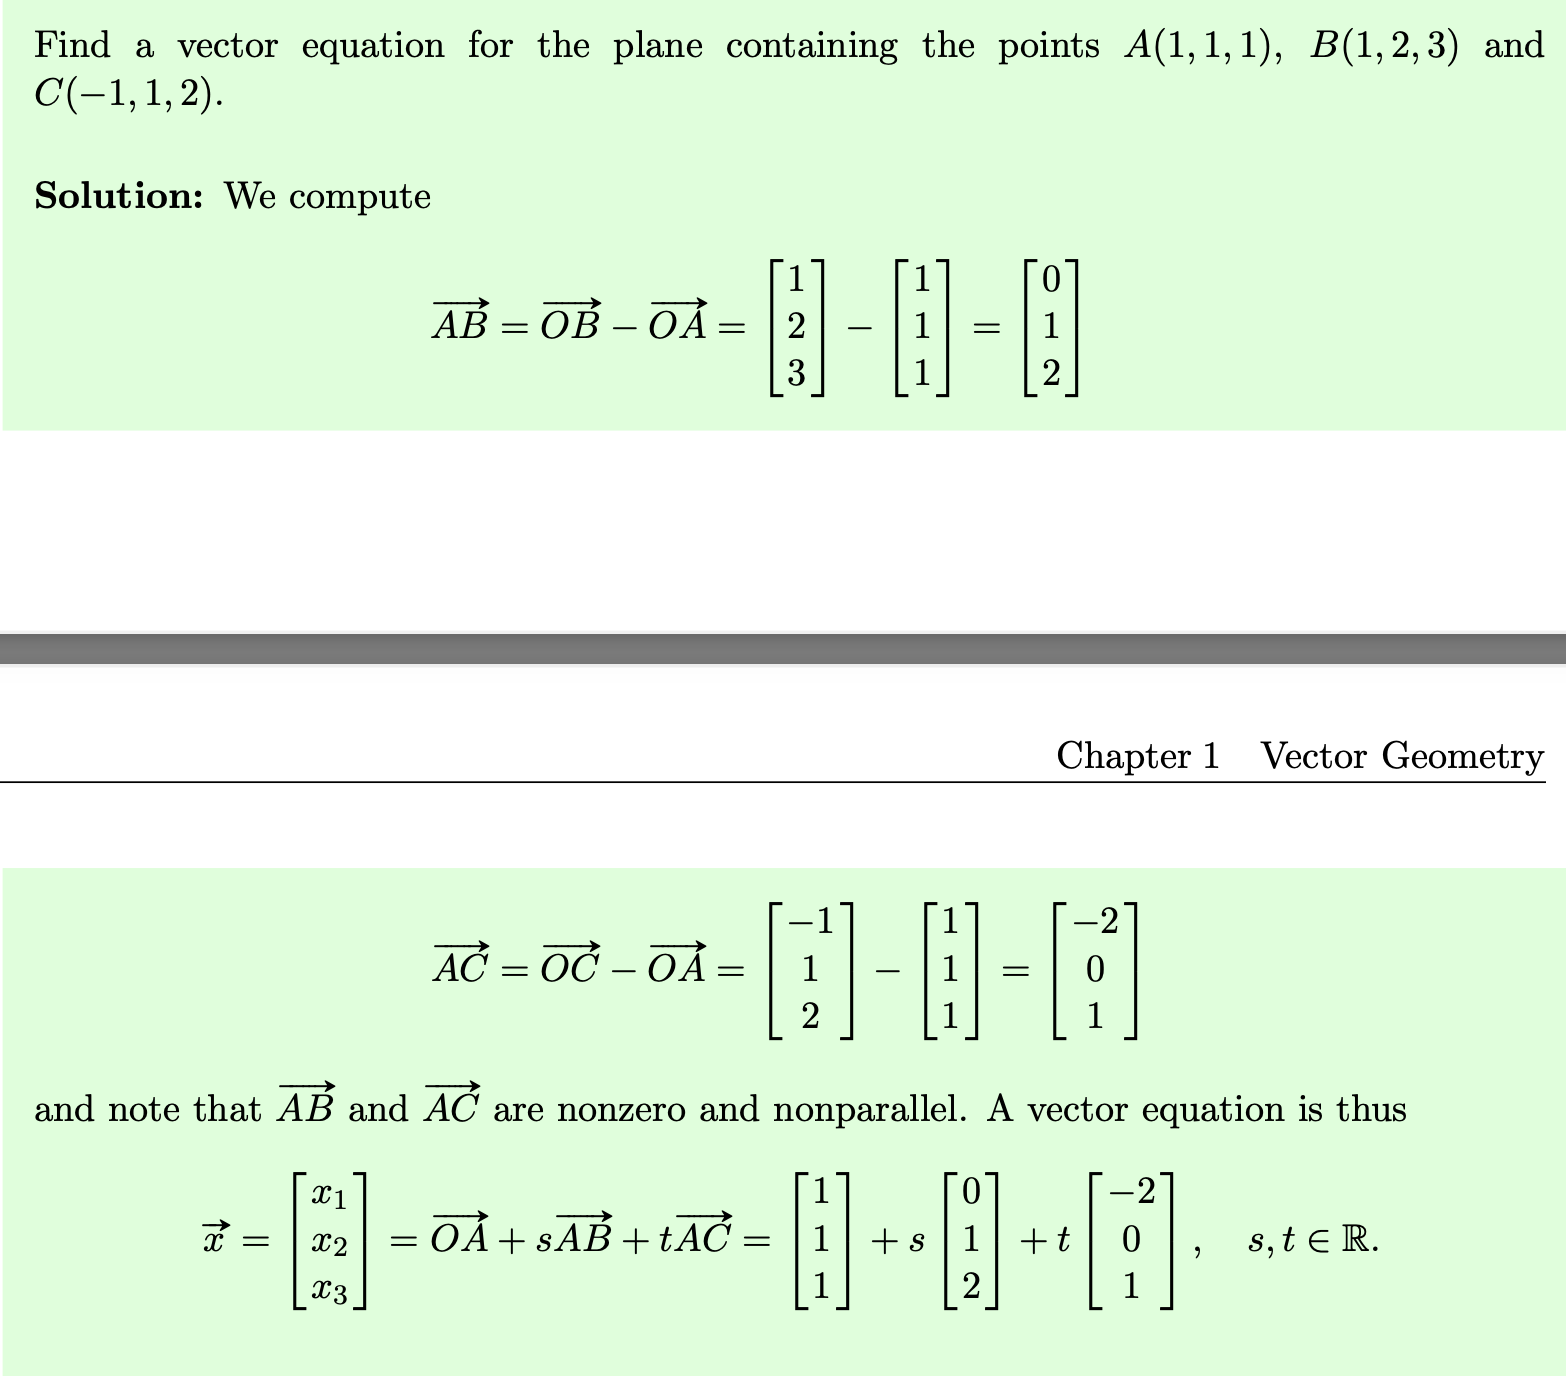 Find a vector equation for the plane containing the points A(1, 1, 1), B(1, 2, 3) and
C(−1, 1, 2).
Solution: We compute
$\overrightarrow{AB} = \overrightarrow{OB} - \overrightarrow{OA} = \begin{bmatrix} 1 \\ 2 \\ 3 \end{bmatrix} - \begin{bmatrix} 1 \\ 1 \\ 1 \end{bmatrix} = \begin{bmatrix} 0 \\ 1 \\ 2 \end{bmatrix}$
Chapter 1 Vector Geometry
$\overrightarrow{AC} = \overrightarrow{OC} - \overrightarrow{OA} = \begin{bmatrix} -1 \\ 1 \\ 2 \end{bmatrix} - \begin{bmatrix} 1 \\ 1 \\ 1 \end{bmatrix} = \begin{bmatrix} -2 \\ 0 \\ 1 \end{bmatrix}$
and note that $\overrightarrow{AB}$ and $\overrightarrow{AC}$ are nonzero and nonparallel. A vector equation is thus
$\vec{x} = \begin{bmatrix} x_1 \\ x_2 \\ x_3 \end{bmatrix} = \overrightarrow{OA} + s\overrightarrow{AB} + t\overrightarrow{AC} = \begin{bmatrix} 1 \\ 1 \\ 1 \end{bmatrix} + s \begin{bmatrix} 0 \\ 1 \\ 2 \end{bmatrix} + t \begin{bmatrix} -2 \\ 0 \\ 1 \end{bmatrix}, \quad s, t \in \mathbb{R}.$